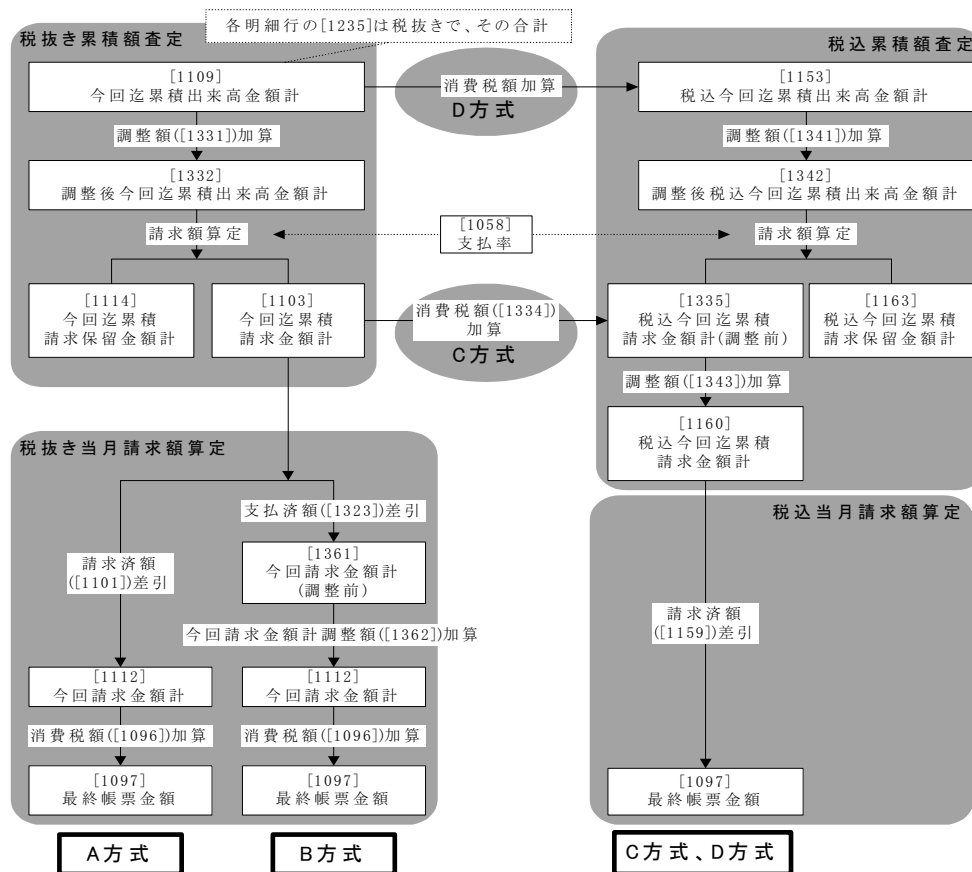 各明細行の[1235]は税抜きで、その合計
税抜き累積額査定
税込累積額査定
[1109]
今回迄累積出来高金額計
消費税額加算
D方式
[1153]
税込今回迄累積出来高金額計
調整額([1331])加算
調整額([1341])加算
[1332]
調整後今回迄累積出来高金額計
[1342]
調整後税込今回迄累積出来高金額計
請求額算定
[1058]
支払率
請求額算定
[1114]
今回迄累積
請求保留金額計
[1103]
今回迄累積
請求金額計
消費税額([1334])
加算
C方式
[1335]
税込今回迄累積
請求金額計(調整前)
[1163]
税込今回迄累積
請求保留金額計
調整額([1343])加算
[1160]
税込今回迄累積
請求金額計
税抜き当月請求額算定
税込当月請求額算定
支払済額([1323])差引
請求済額
([1101])差引
[1361]
今回請求金額計
(調整前)
今回請求金額計調整額([1362])加算
請求済額
([1159])差引
[1112]
今回請求金額計
[1112]
今回請求金額計
消費税額([1096])加算
消費税額([1096])加算
[1097]
最終帳票金額
[1097]
最終帳票金額
[1097]
最終帳票金額
A方式
B方式
C方式、D方式